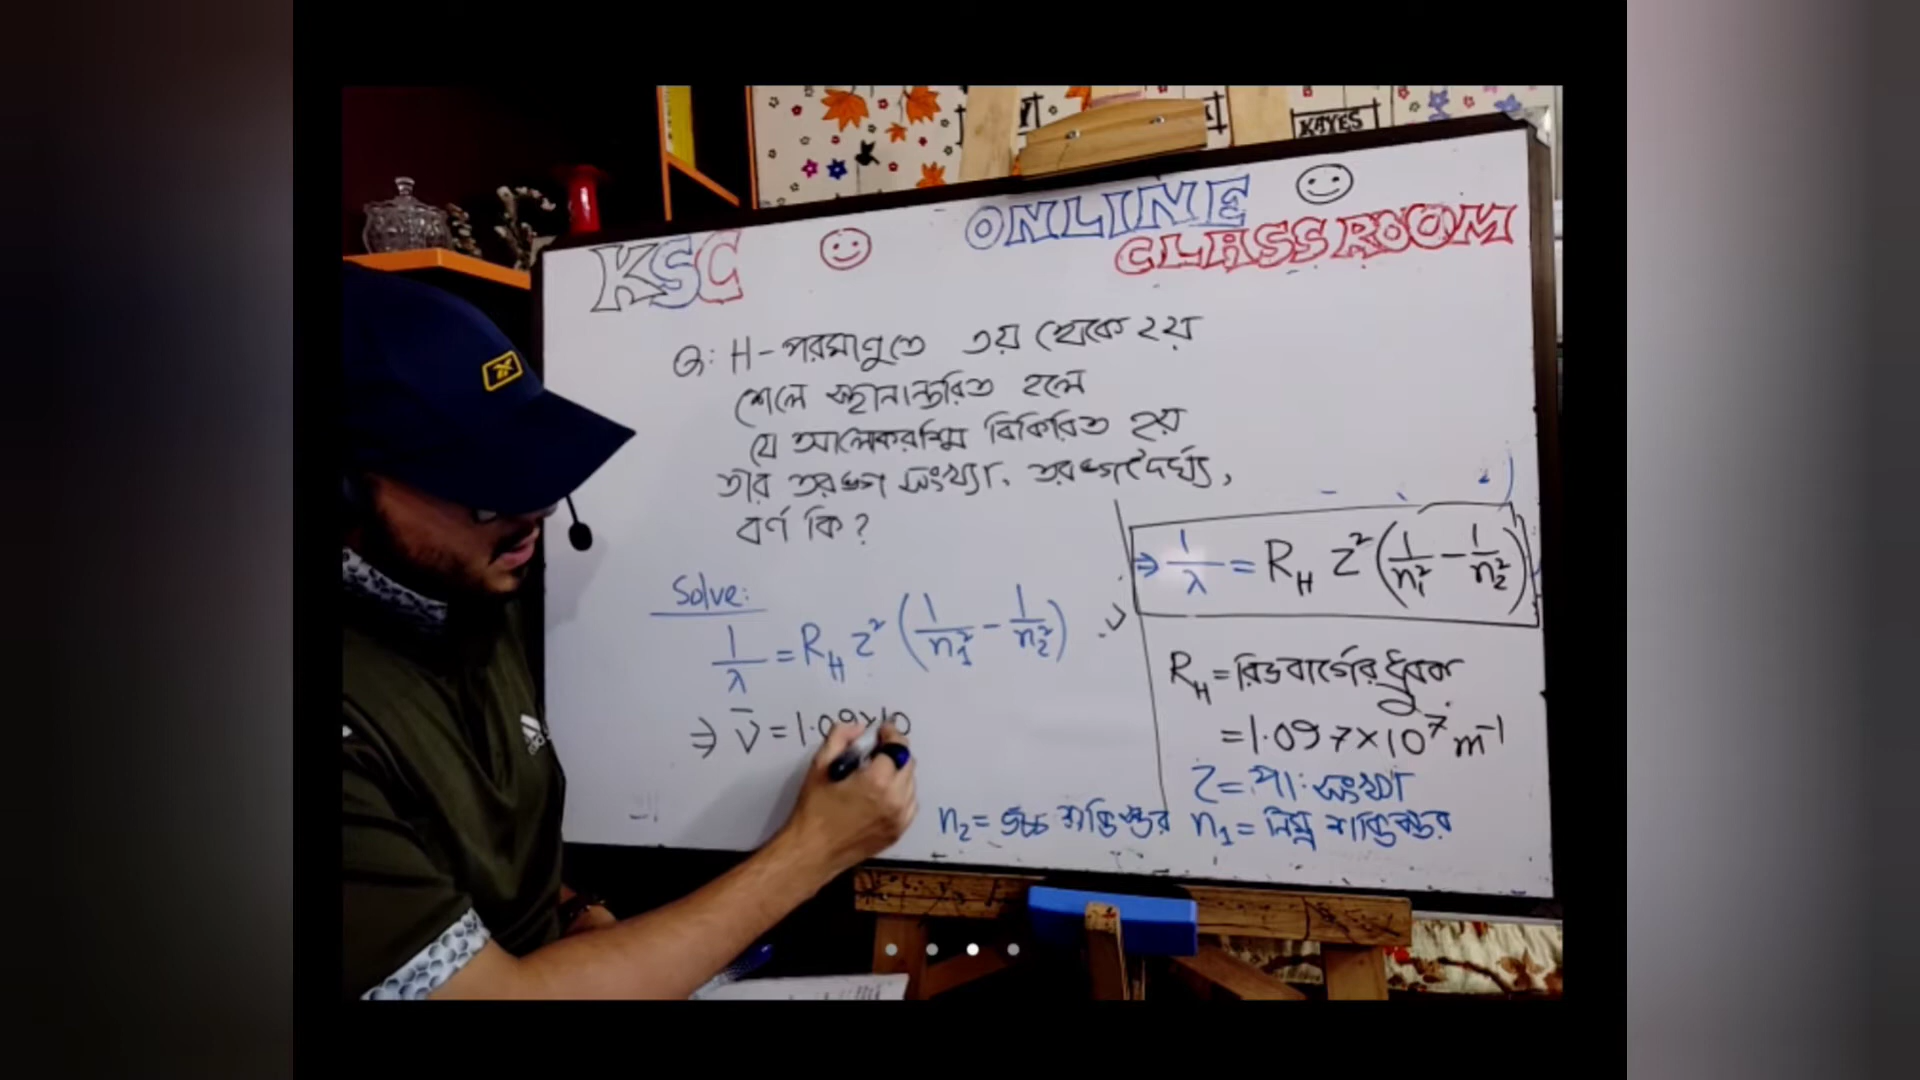 KAYES
KSC
ONLINE
CLASSROOM
Q: H-পরমাণুতে ৩য় থেকে ২য়
শেলে স্থানান্তরিত হলে
যে আলোকরশ্মি বিকিরিত হয়
তার তরঙ্গ সংখ্যা, তরঙ্গদৈর্ঘ্য,
বর্ণ কি?
Solve:
1/λ = R_H z² (1/n₁² − 1/n₂²)
⇒ ν̄ = 1.09×10
⇒ 1/λ = R_H Z² (1/n₁² − 1/n₂²)
R_H = রিডবার্গের ধ্রুবক
= 1.097×10⁷ m⁻¹
Z = পা. সংখ্যা
n₂ = উচ্চ শক্তিস্তর n₁ = নিম্ন শক্তিস্তর